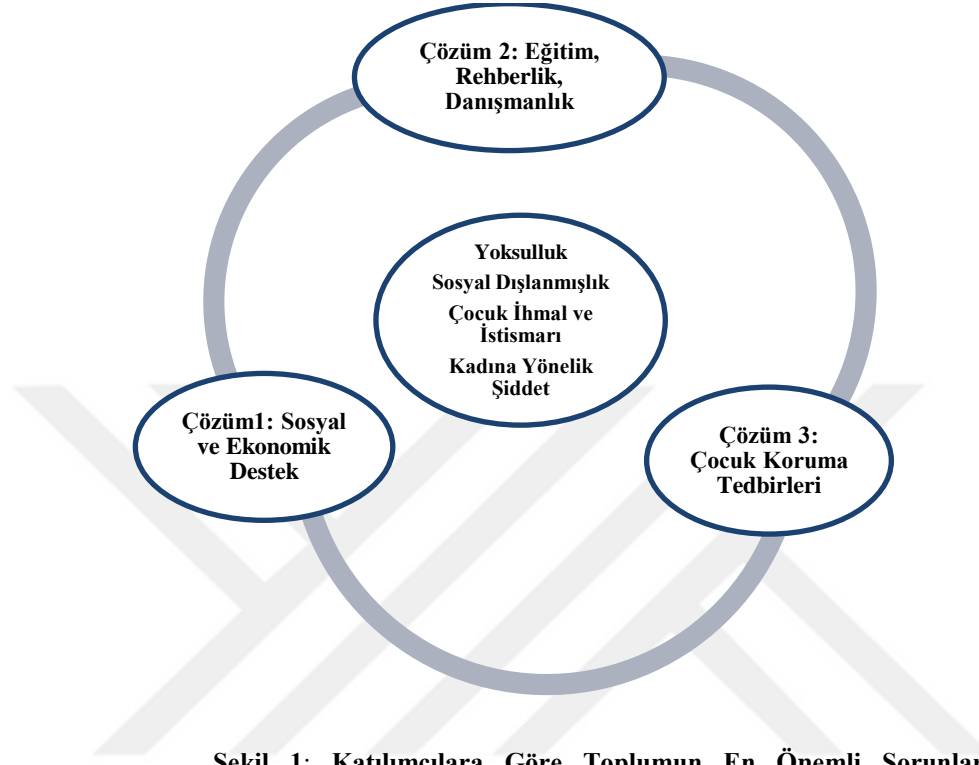 Çözüm 2: Eğitim,
Rehberlik,
Danışmanlık
Yoksulluk
Sosyal Dışlanmışlık
Çocuk İhmal ve
İstismarı
Kadına Yönelik
Şiddet
Çözüm1: Sosyal
ve Ekonomik
Destek
Çözüm 3:
Çocuk Koruma
Tedbirleri
Şekil 1: Katılımcılara Göre Toplumun En Önemli